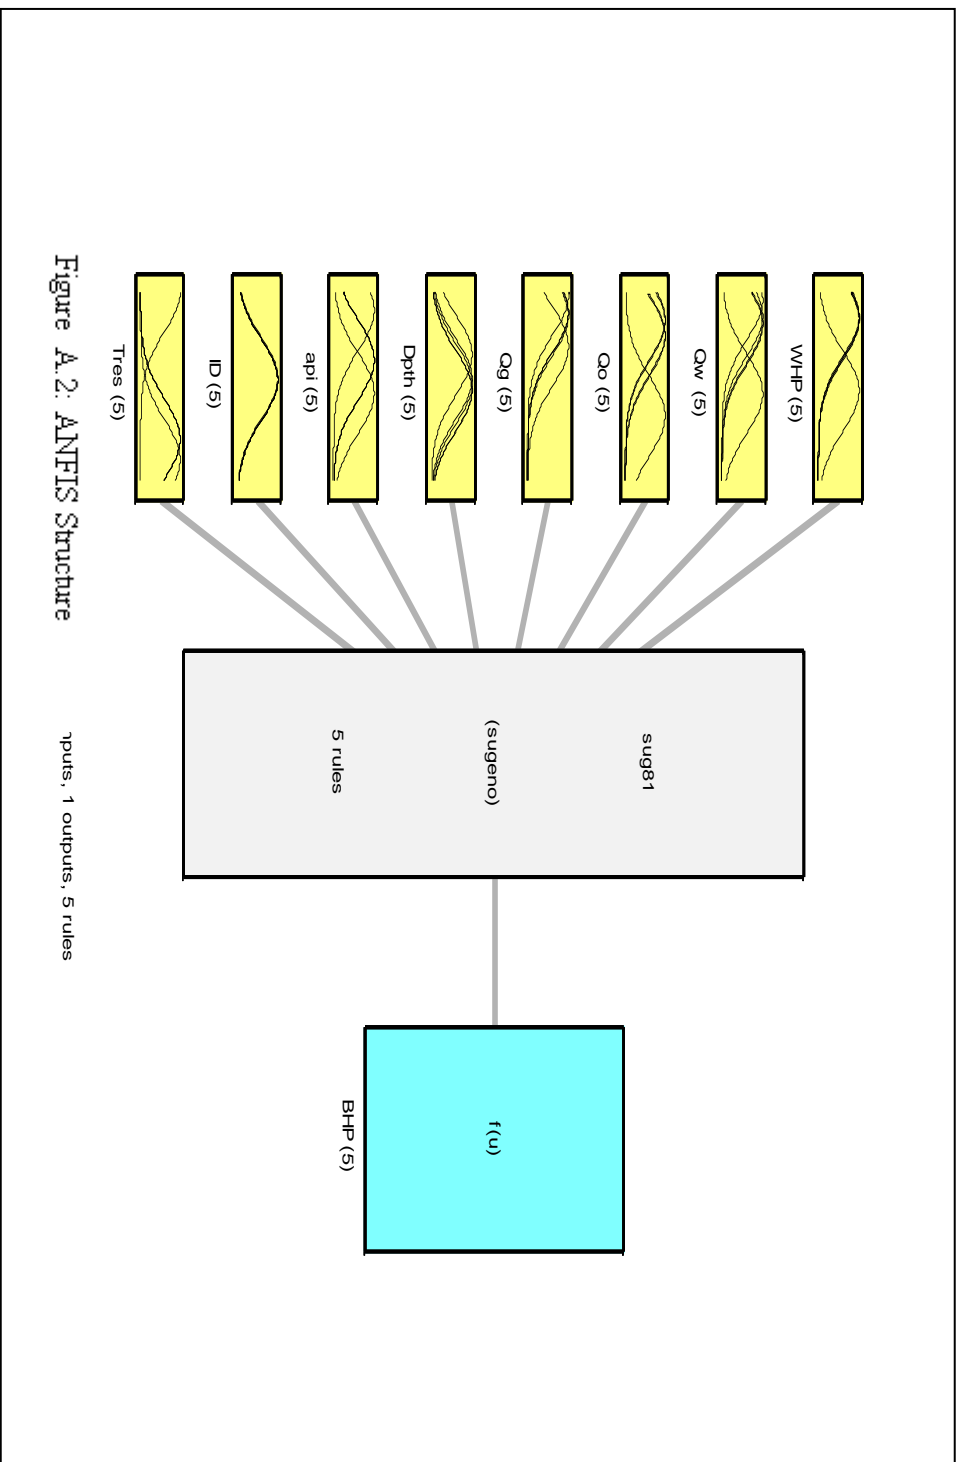 WHP (5)
Qw (5)
Qo (5)
Qg (5)
Dpth (5)
api (5)
ID (5)
Tres (5)
sug81
(sugeno)
5 rules
f(u)
BHP (5)
Figure A.2: ANFIS Structure
puts, 1 outputs, 5 rules